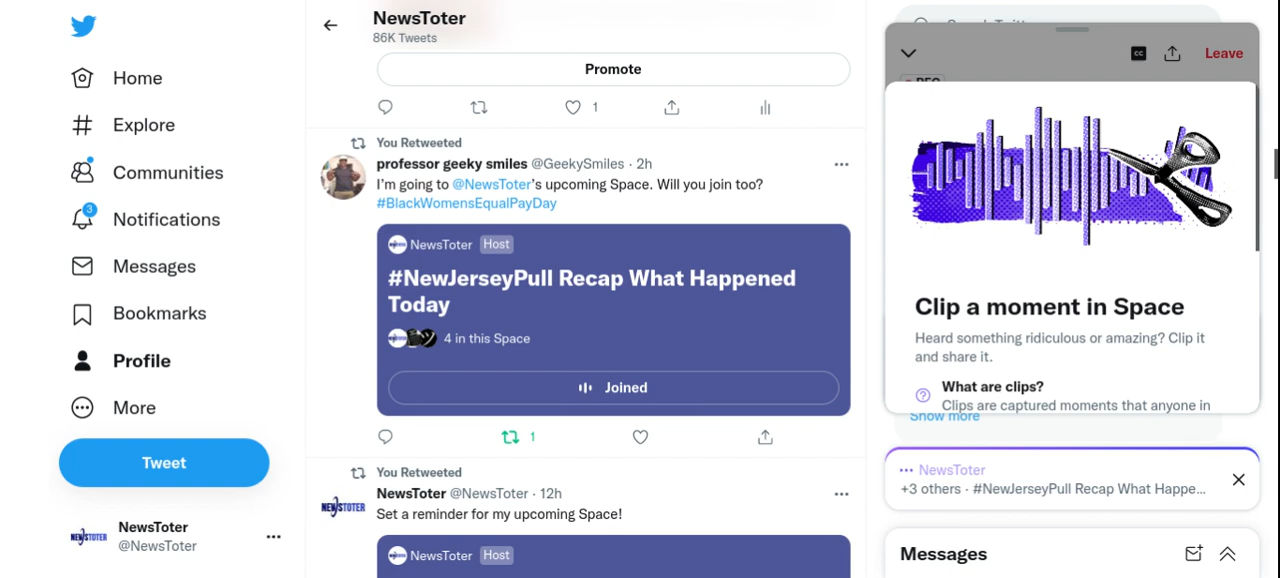 Home
Explore
Communities
3
Notifications
Messages
Bookmarks
Profile
More
Tweet
NEWSTOTER
NewsToter
@NewsToter
NewsToter
86K Tweets
Promote
1
You Retweeted
professor geeky smiles @GeekySmiles · 2h
I'm going to @NewsToter's upcoming Space. Will you join too?
#BlackWomensEqualPayDay
NewsToter Host
#NewJerseyPull Recap What Happened
Today
4 in this Space
Joined
1
You Retweeted
NEWSTOTER
NewsToter @NewsToter · 12h
Set a reminder for my upcoming Space!
NewsToter Host
CC
Leave
Clip a moment in Space
Heard something ridiculous or amazing? Clip it
and share it.
What are clips?
Clips are captured moments that anyone in
Show more
NewsToter
+3 others · #NewJerseyPull Recap What Happe...
Messages